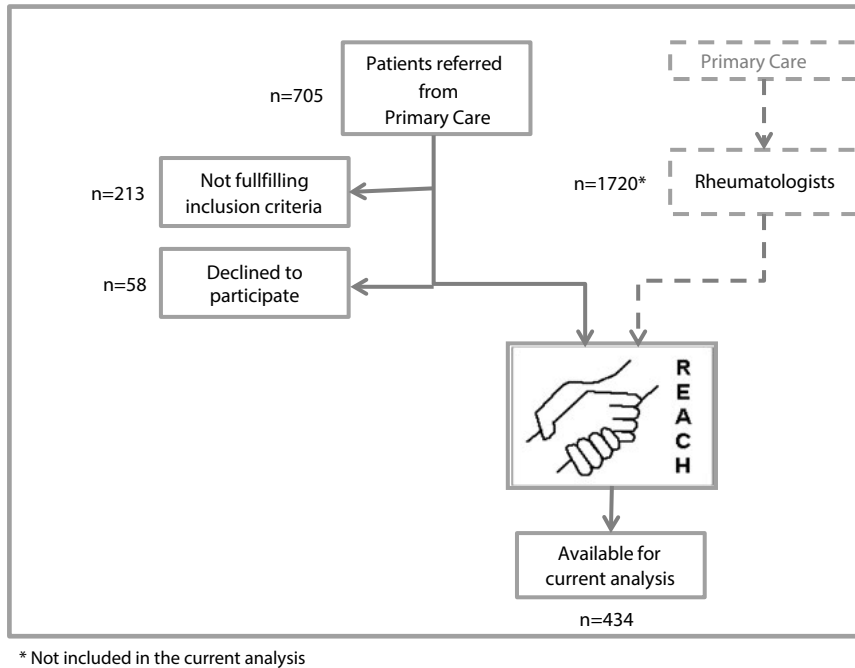 Patients referred
from
Primary Care
n=705
Primary Care
Not fullfilling
inclusion criteria
n=213
n=1720*
Rheumatologists
Declined to
participate
n=58
R
E
A
C
H
Available for
current analysis
n=434
* Not included in the current analysis